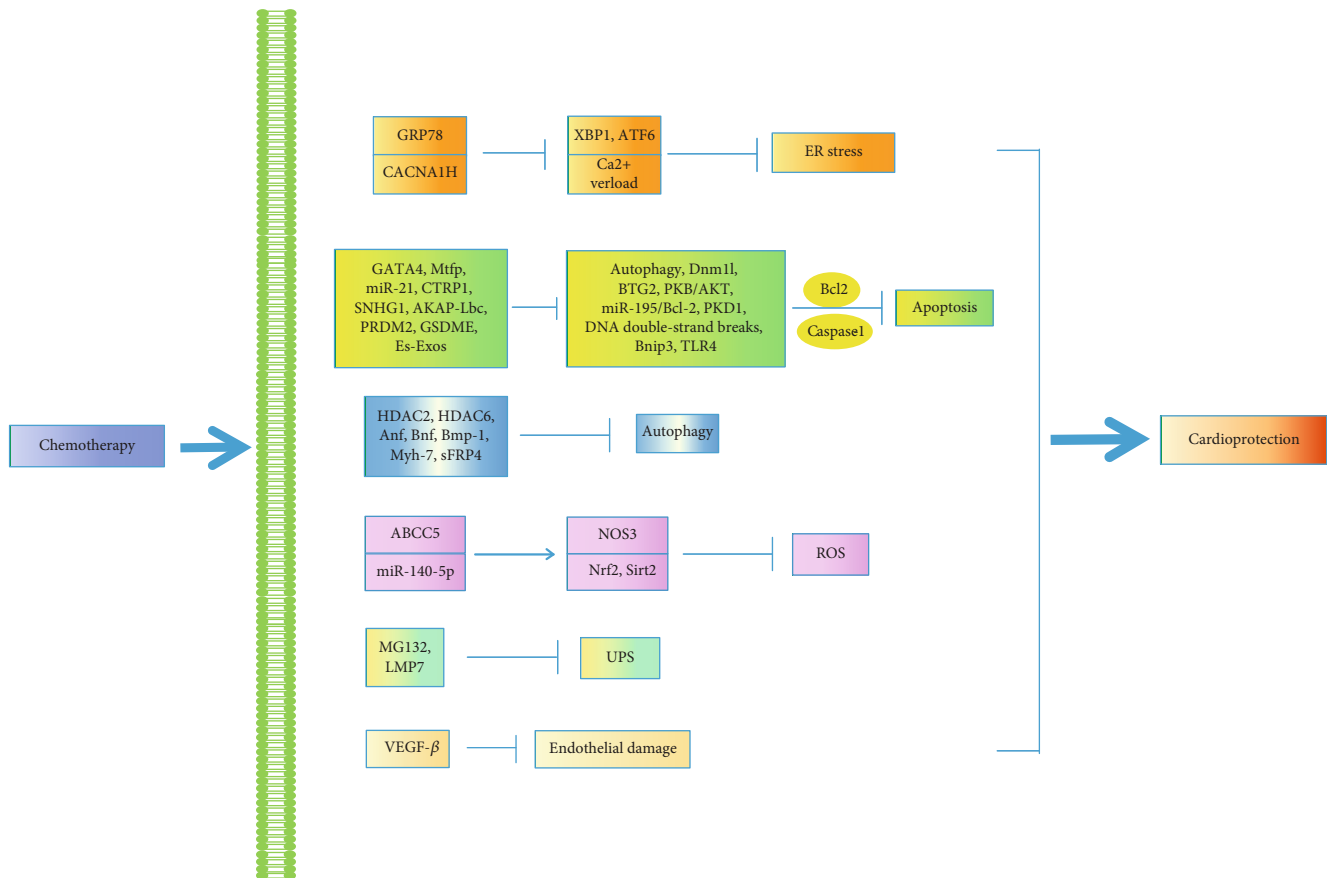 Chemotherapy
GRP78
CACNA1H
XBP1, ATF6
Ca2+
verload
ER stress
GATA4, Mtfp,
miR-21, CTRP1,
SNHG1, AKAP-Lbc,
PRDM2, GSDME,
Es-Exos
Autophagy, Dnm1l,
BTG2, PKB/AKT,
miR-195/Bcl-2, PKD1,
DNA double-strand breaks,
Bnip3, TLR4
Bcl2
Caspase1
Apoptosis
HDAC2, HDAC6,
Anf, Bnf, Bmp-1,
Myh-7, sFRP4
Autophagy
ABCC5
miR-140-5p
NOS3
Nrf2, Sirt2
ROS
MG132,
LMP7
UPS
VEGF-β
Endothelial damage
Cardioprotection